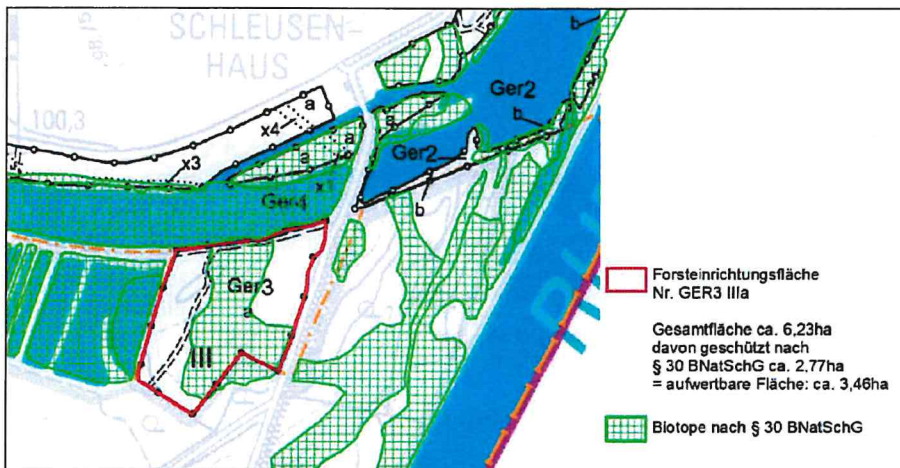 SCHLEUSEN-
HAUS
b
Ger2
100,3
a
x4
b
a
a
x3
Ger2
a
a
x1
Ger4
b
Ger3
a
III
Forsteinrichtungsfläche
Nr. GER3 IIIa
Gesamtfläche ca. 6,23ha
davon geschützt nach
§ 30 BNatSchG ca. 2,77ha
= aufwertbare Fläche: ca. 3,46ha
Biotope nach § 30 BNatSchG